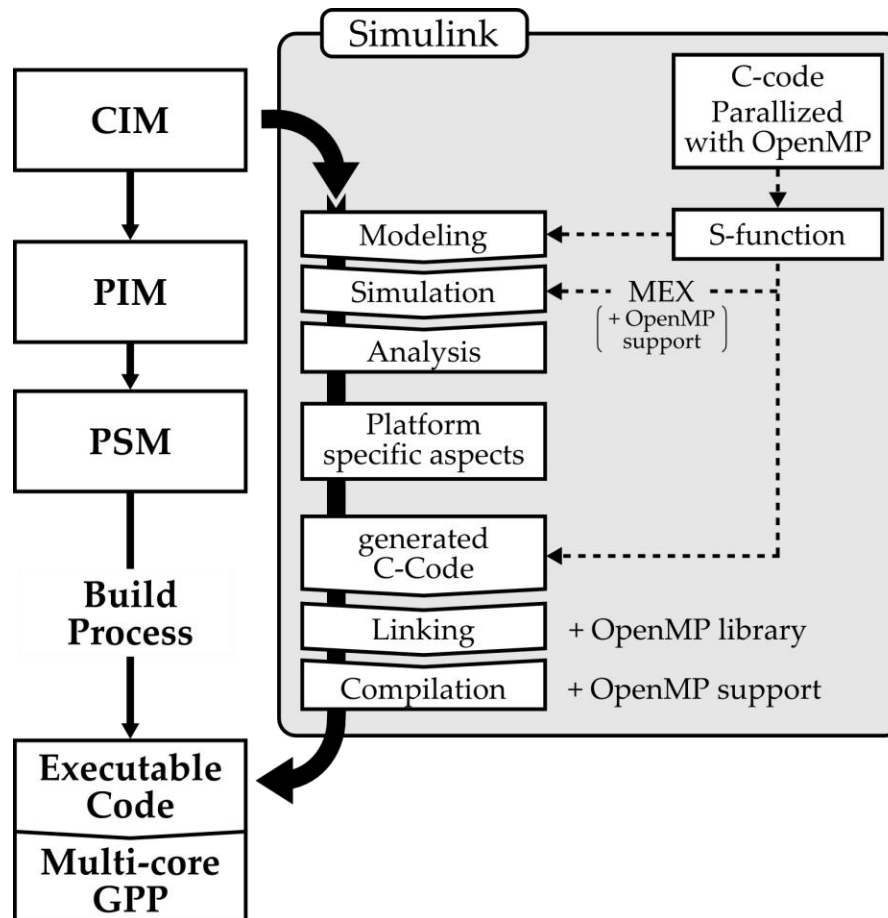 Simulink
CIM
PIM
PSM
Build
Process
Executable
Code
Multi-core
GPP
C-code
Parallized
with OpenMP
S-function
Modeling
Simulation
MEX
+ OpenMP
support
Analysis
Platform
specific aspects
generated
C-Code
Linking
+ OpenMP library
Compilation
+ OpenMP support